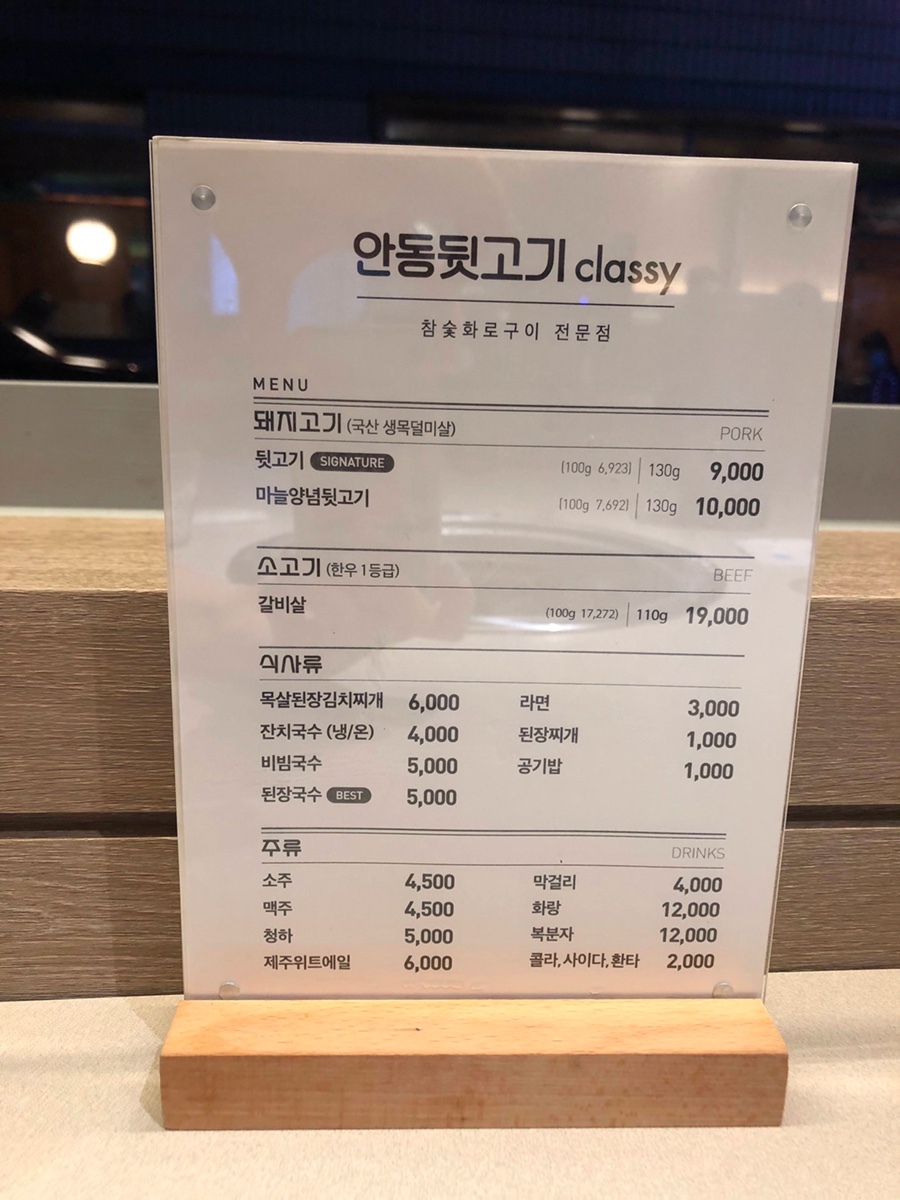 안동뒷고기 classy
참숯화로구이 전문점
MENU
돼지고기 (국산 생목덜미살) PORK
뒷고기 SIGNATURE (100g 6,923) | 130g 9,000
마늘양념뒷고기 (100g 7,692) | 130g 10,000
소고기 (한우 1등급) BEEF
갈비살 (100g 17,272) | 110g 19,000
식사류
목살된장김치찌개 6,000 라면 3,000
잔치국수 (냉/온) 4,000 된장찌개 1,000
비빔국수 5,000 공기밥 1,000
된장국수 BEST 5,000
주류 DRINKS
소주 4,500 막걸리 4,000
맥주 4,500 화랑 12,000
청하 5,000 복분자 12,000
제주위트에일 6,000 콜라, 사이다, 환타 2,000